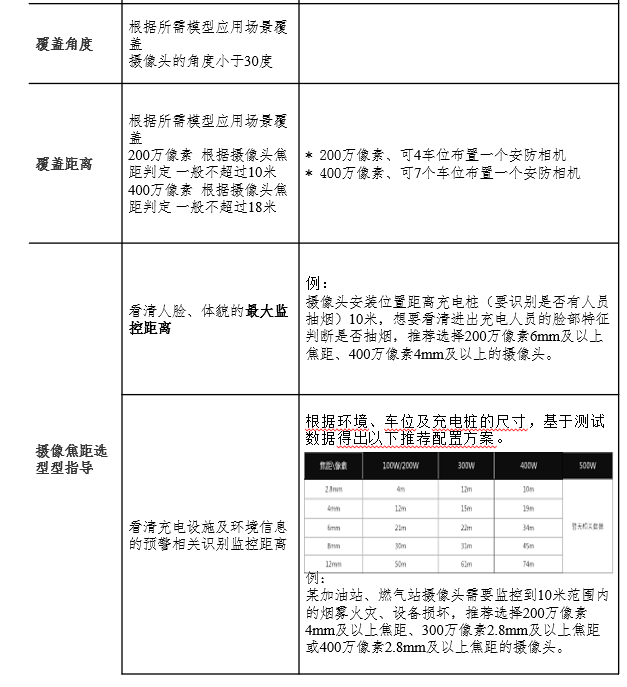 覆盖角度
根据所需模型应用场景覆
盖
摄像头的角度小于30度
覆盖距离
根据所需模型应用场景覆
盖
200万像素 根据摄像头焦
距判定 一般不超过10米
400万像素 根据摄像头焦
距判定 一般不超过18米
* 200万像素、可4车位布置一个安防相机
* 400万像素、可7个车位布置一个安防相机
摄像焦距选
型型指导
看清人脸、体貌的最大监
控距离
例：
摄像头安装位置距离充电桩（要识别是否有人员
抽烟）10米，想要看清进出充电人员的脸部特征
判断是否抽烟，推荐选择200万像素6mm及以上
焦距、400万像素4mm及以上的摄像头。
看清充电设施及环境信息
的预警相关识别监控距离
根据环境、车位及充电桩的尺寸，基于测试
数据得出以下推荐配置方案。
焦距\像素 100W/200W 300W 400W 500W
2.8mm 4m 12m 10m
4mm 12m 15m 19m
6mm 21m 22m 34m 暂无相关数据
8mm 30m 31m 45m
12mm 50m 61m 74m
例：
某加油站、燃气站摄像头需要监控到10米范围内
的烟雾火灾、设备损坏，推荐选择200万像素
4mm及以上焦距、300万像素2.8mm及以上焦距
或400万像素2.8mm及以上焦距的摄像头。